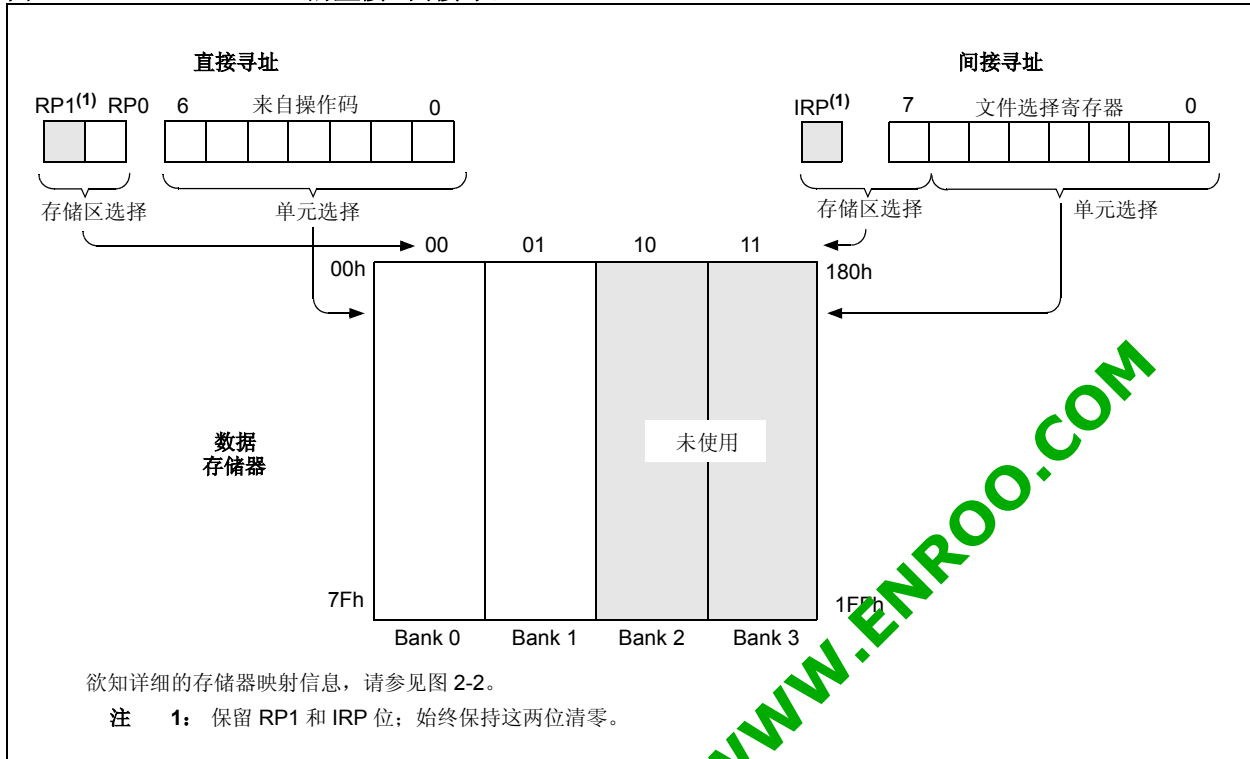 直接寻址
间接寻址
RP1(1) RP0 6 来自操作码 0
IRP(1) 7 文件选择寄存器 0
存储区选择 单元选择
存储区选择 单元选择
00 01 10 11
00h 180h
未使用
数据
存储器
7Fh 1FFh
Bank 0 Bank 1 Bank 2 Bank 3
欲知详细的存储器映射信息，请参见图 2-2。
注 1： 保留 RP1 和 IRP 位；始终保持这两位清零。
WWW.ENROO.COM